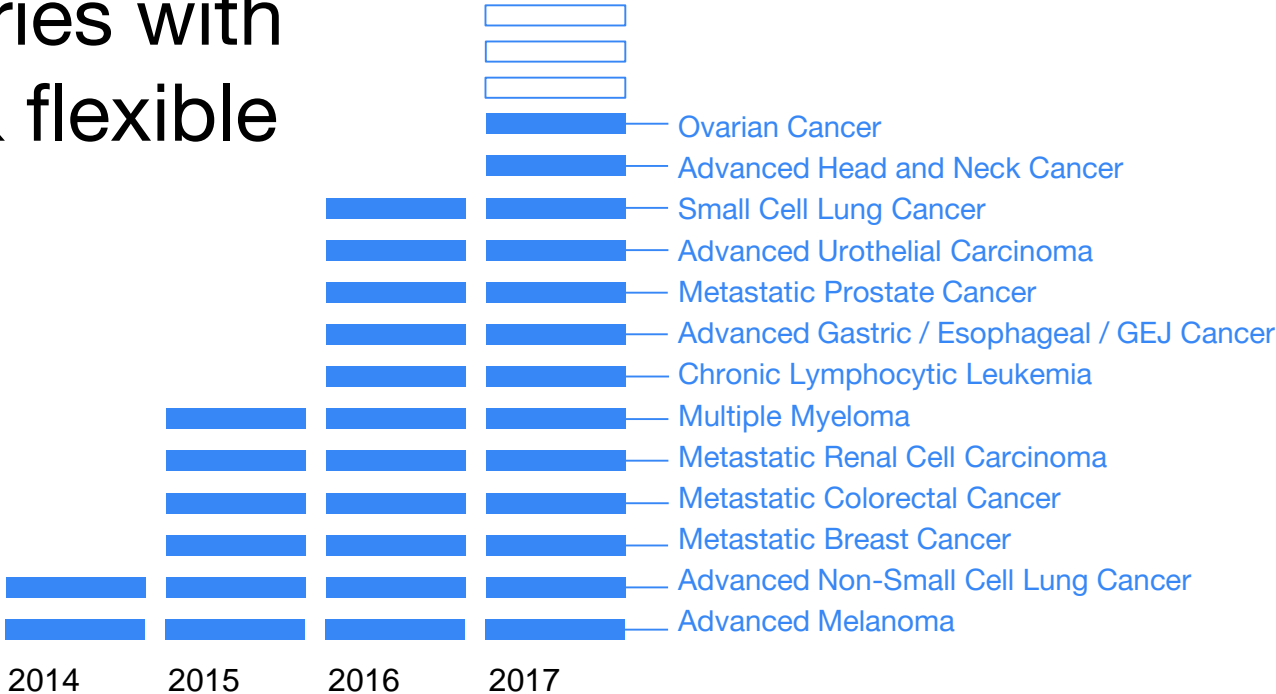 ries with
flexible
Ovarian Cancer
Advanced Head and Neck Cancer
Small Cell Lung Cancer
Advanced Urothelial Carcinoma
Metastatic Prostate Cancer
Advanced Gastric / Esophageal / GEJ Cancer
Chronic Lymphocytic Leukemia
Multiple Myeloma
Metastatic Renal Cell Carcinoma
Metastatic Colorectal Cancer
Metastatic Breast Cancer
Advanced Non-Small Cell Lung Cancer
Advanced Melanoma
2014 2015 2016 2017